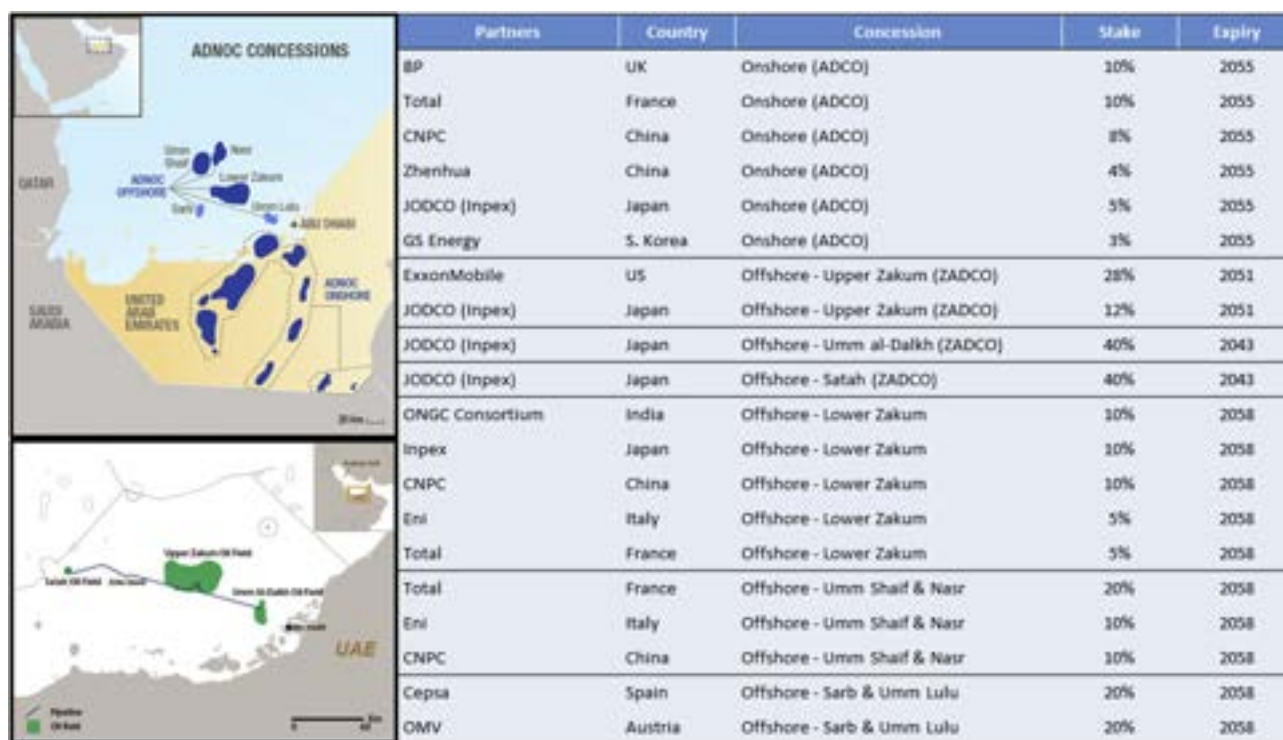 ADNOC CONCESSIONS
Umm
Shaif
Nasr
ADNOC
OFFSHORE
Lower Zakum
Sarb
Umm Lulu
QATAR
ABU DHABI
ADNOC
ONSHORE
UNITED
ARAB
EMIRATES
SAUDI
ARABIA
Upper Zakum Oil Field
Satah Oil Field
Umm Al-Dalkh Oil Field
UAE
Pipeline
Oil field
Km
0
Partners Country Concession Stake Expiry
BP UK Onshore (ADCO) 10% 2055
Total France Onshore (ADCO) 10% 2055
CNPC China Onshore (ADCO) 8% 2055
Zhenhua China Onshore (ADCO) 4% 2055
JODCO (Inpex) Japan Onshore (ADCO) 5% 2055
GS Energy S. Korea Onshore (ADCO) 3% 2055
ExxonMobile US Offshore - Upper Zakum (ZADCO) 28% 2051
JODCO (Inpex) Japan Offshore - Upper Zakum (ZADCO) 12% 2051
JODCO (Inpex) Japan Offshore - Umm al-Dalkh (ZADCO) 40% 2043
JODCO (Inpex) Japan Offshore - Satah (ZADCO) 40% 2043
ONGC Consortium India Offshore - Lower Zakum 10% 2058
Inpex Japan Offshore - Lower Zakum 10% 2058
CNPC China Offshore - Lower Zakum 10% 2058
Eni Italy Offshore - Lower Zakum 5% 2058
Total France Offshore - Lower Zakum 5% 2058
Total France Offshore - Umm Shaif & Nasr 20% 2058
Eni Italy Offshore - Umm Shaif & Nasr 10% 2058
CNPC China Offshore - Umm Shaif & Nasr 10% 2058
Cepsa Spain Offshore - Sarb & Umm Lulu 20% 2058
OMV Austria Offshore - Sarb & Umm Lulu 20% 2058